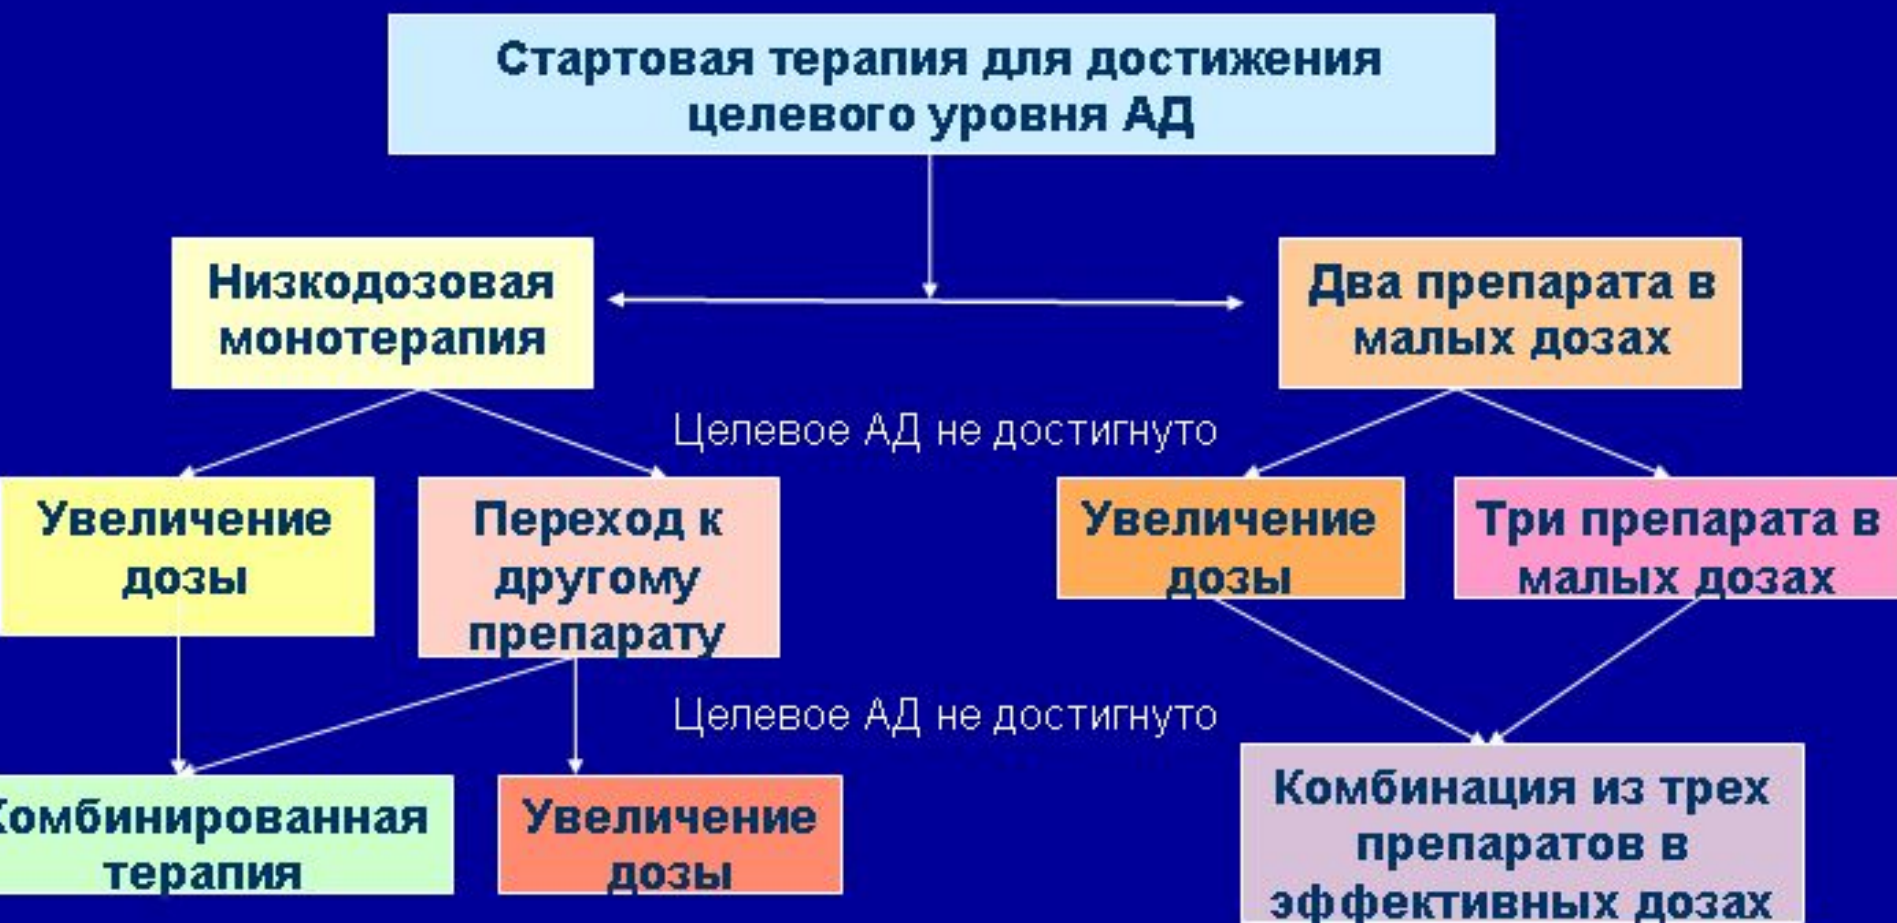 Стартовая терапия для достижения
целевого уровня АД
Низкодозовая
монотерапия
Два препарата в
малых дозах
Целевое АД не достигнуто
Увеличение
дозы
Переход к
другому
препарату
Увеличение
дозы
Три препарата в
малых дозах
Целевое АД не достигнуто
Комбинированная
терапия
Увеличение
дозы
Комбинация из трех
препаратов в
эффективных дозах